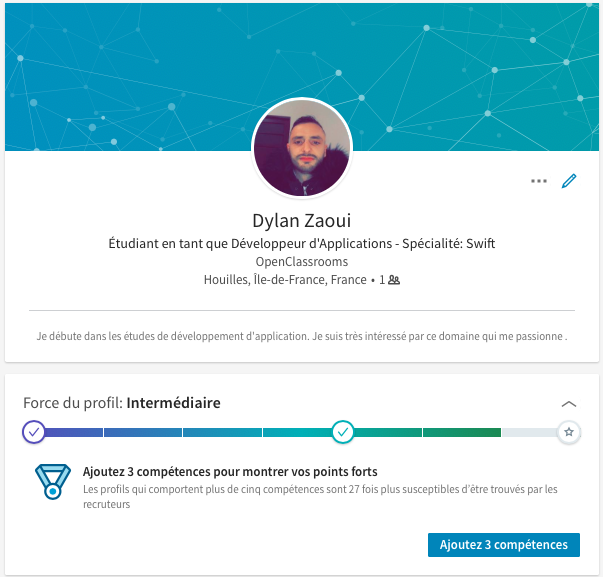 Dylan Zaoui
Étudiant en tant que Développeur d'Applications - Spécialité: Swift
OpenClassrooms
Houilles, Île-de-France, France • 1
Je débute dans les études de développement d'application. Je suis très intéressé par ce domaine qui me passionne .
Force du profil: Intermédiaire
Ajoutez 3 compétences pour montrer vos points forts
Les profils qui comportent plus de cinq compétences sont 27 fois plus susceptibles d'être trouvés par les
recruteurs
Ajoutez 3 compétences